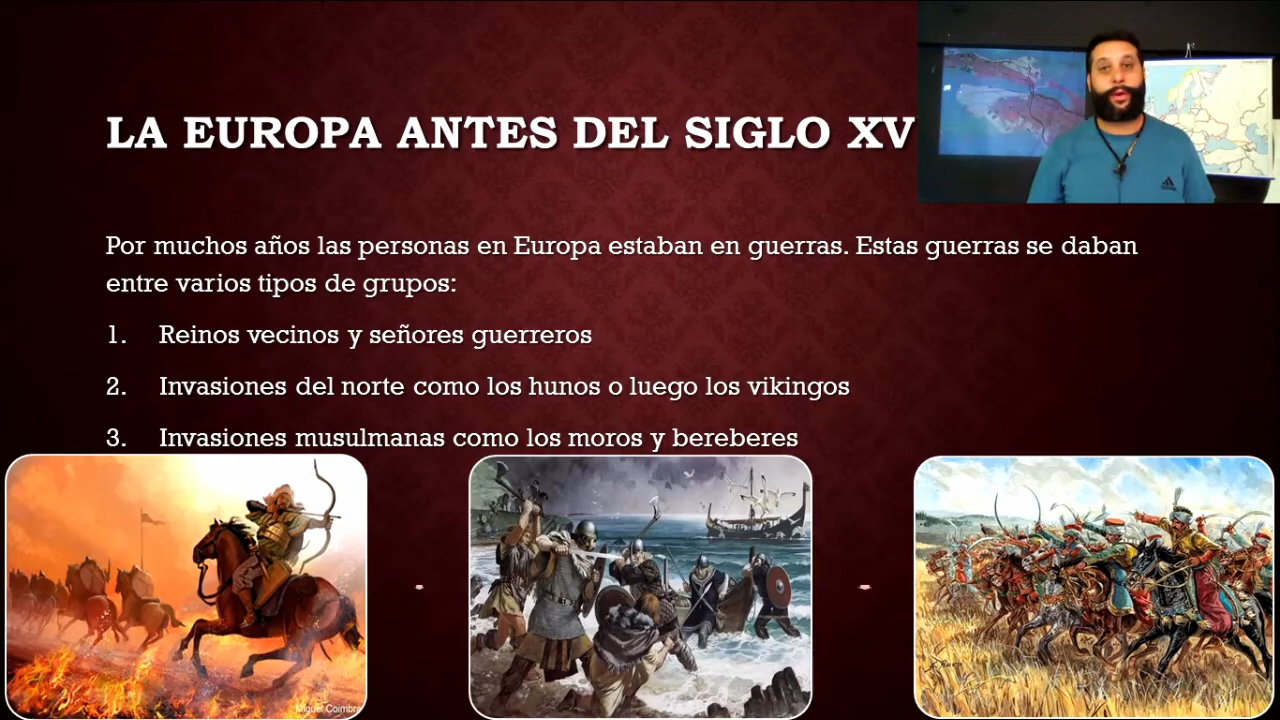 LA EUROPA ANTES DEL SIGLO XV
Por muchos años las personas en Europa estaban en guerras. Estas guerras se daban
entre varios tipos de grupos:
1. Reinos vecinos y señores guerreros
2. Invasiones del norte como los hunos o luego los vikingos
3. Invasiones musulmanas como los moros y bereberes
Miguel Coimbra